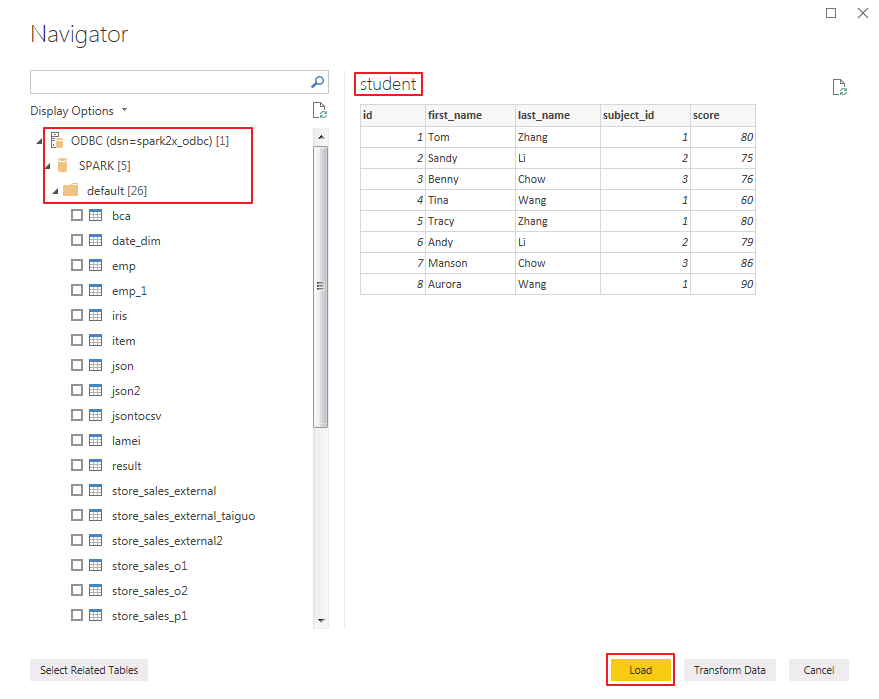 Navigator
Display Options
ODBC (dsn=spark2x_odbc) [1]
SPARK [5]
default [26]
bca
date_dim
emp
emp_1
iris
item
json
json2
jsontocsv
lamei
result
store_sales_external
store_sales_external_taiguo
store_sales_external2
store_sales_o1
store_sales_o2
store_sales_p1
student
id first_name last_name subject_id score
1 Tom Zhang 1 80
2 Sandy Li 2 75
3 Benny Chow 3 76
4 Tina Wang 1 60
5 Tracy Zhang 1 80
6 Andy Li 2 79
7 Manson Chow 3 86
8 Aurora Wang 1 90
Select Related Tables
Load
Transform Data
Cancel